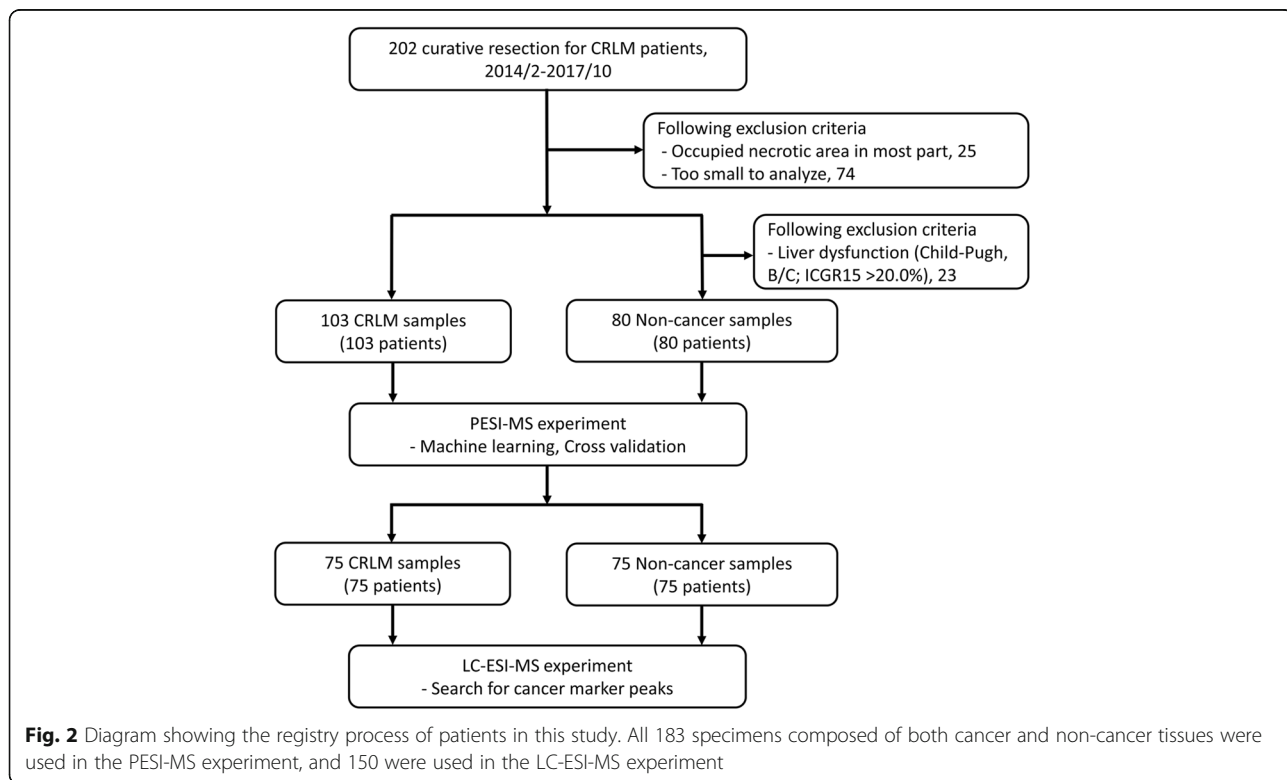 202 curative resection for CRLM patients,
2014/2-2017/10
Following exclusion criteria
- Occupied necrotic area in most part, 25
- Too small to analyze, 74
Following exclusion criteria
- Liver dysfunction (Child-Pugh,
B/C; ICGR15 >20.0%), 23
103 CRLM samples
(103 patients)
80 Non-cancer samples
(80 patients)
PESI-MS experiment
- Machine learning, Cross validation
75 CRLM samples
(75 patients)
75 Non-cancer samples
(75 patients)
LC-ESI-MS experiment
- Search for cancer marker peaks
Fig. 2 Diagram showing the registry process of patients in this study. All 183 specimens composed of both cancer and non-cancer tissues were
used in the PESI-MS experiment, and 150 were used in the LC-ESI-MS experiment